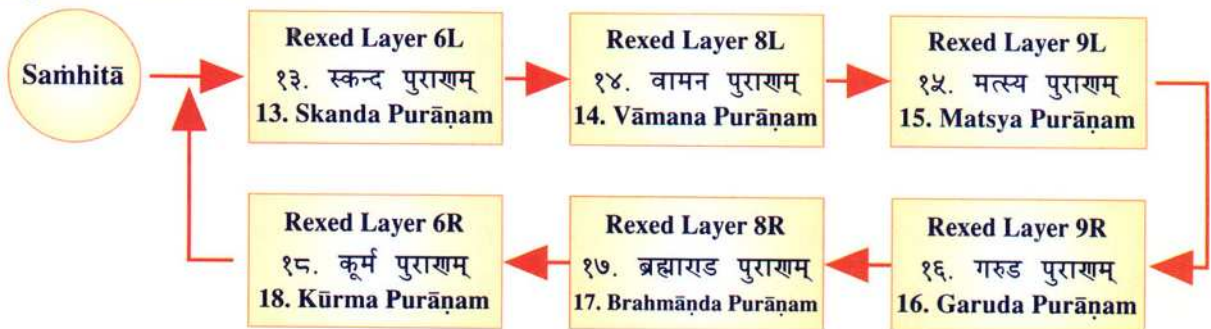 Saṁhitā
Rexed Layer 6L
१३. स्कन्द पुराणम्
13. Skanda Purāṇam
Rexed Layer 8L
१४. वामन पुराणम्
14. Vāmana Purāṇam
Rexed Layer 9L
१५. मत्स्य पुराणम्
15. Matsya Purāṇam
Rexed Layer 9R
१६. गरुड पुराणम्
16. Garuda Purāṇam
Rexed Layer 8R
१७. ब्रह्माण्ड पुराणम्
17. Brahmāṇda Purāṇam
Rexed Layer 6R
१८. कूर्म पुराणम्
18. Kūrma Purāṇam